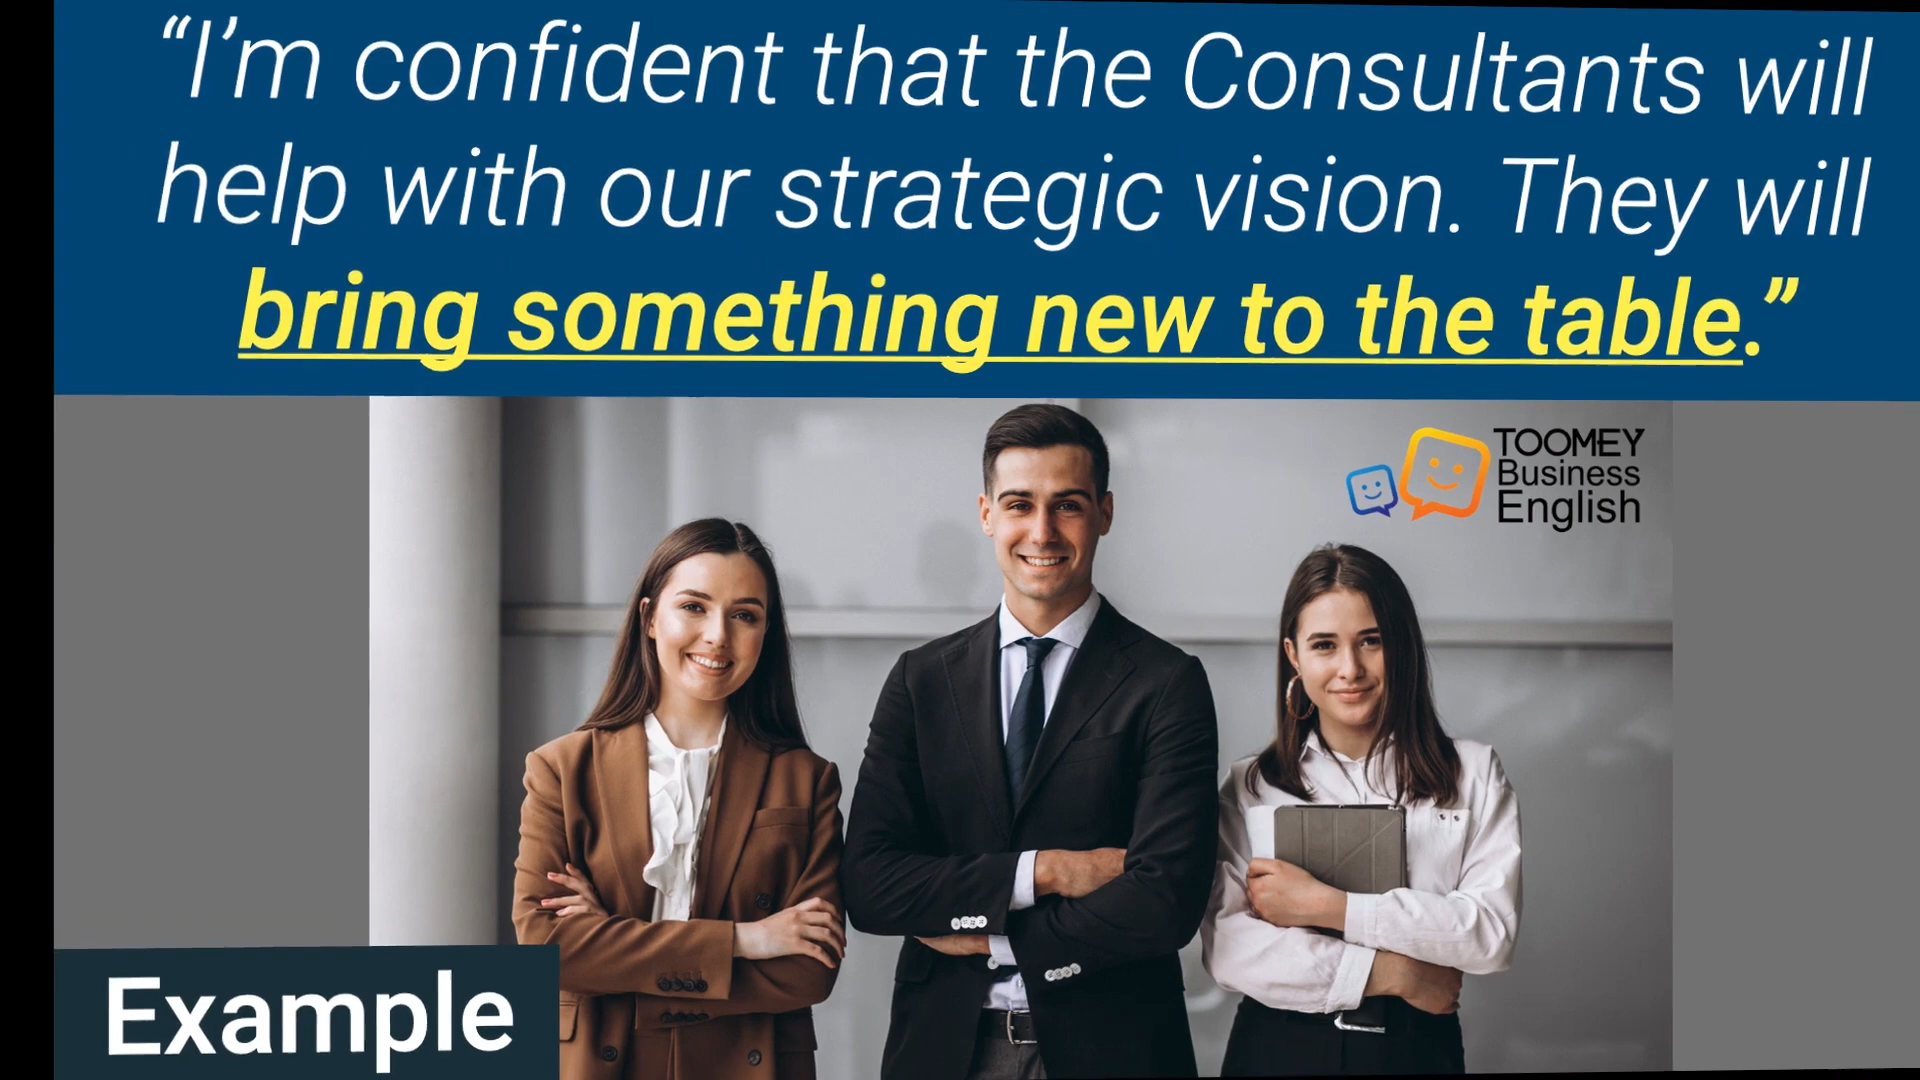 “I’m confident that the Consultants will
help with our strategic vision. They will
bring something new to the table.”
TOOMEY
Business
English
Example